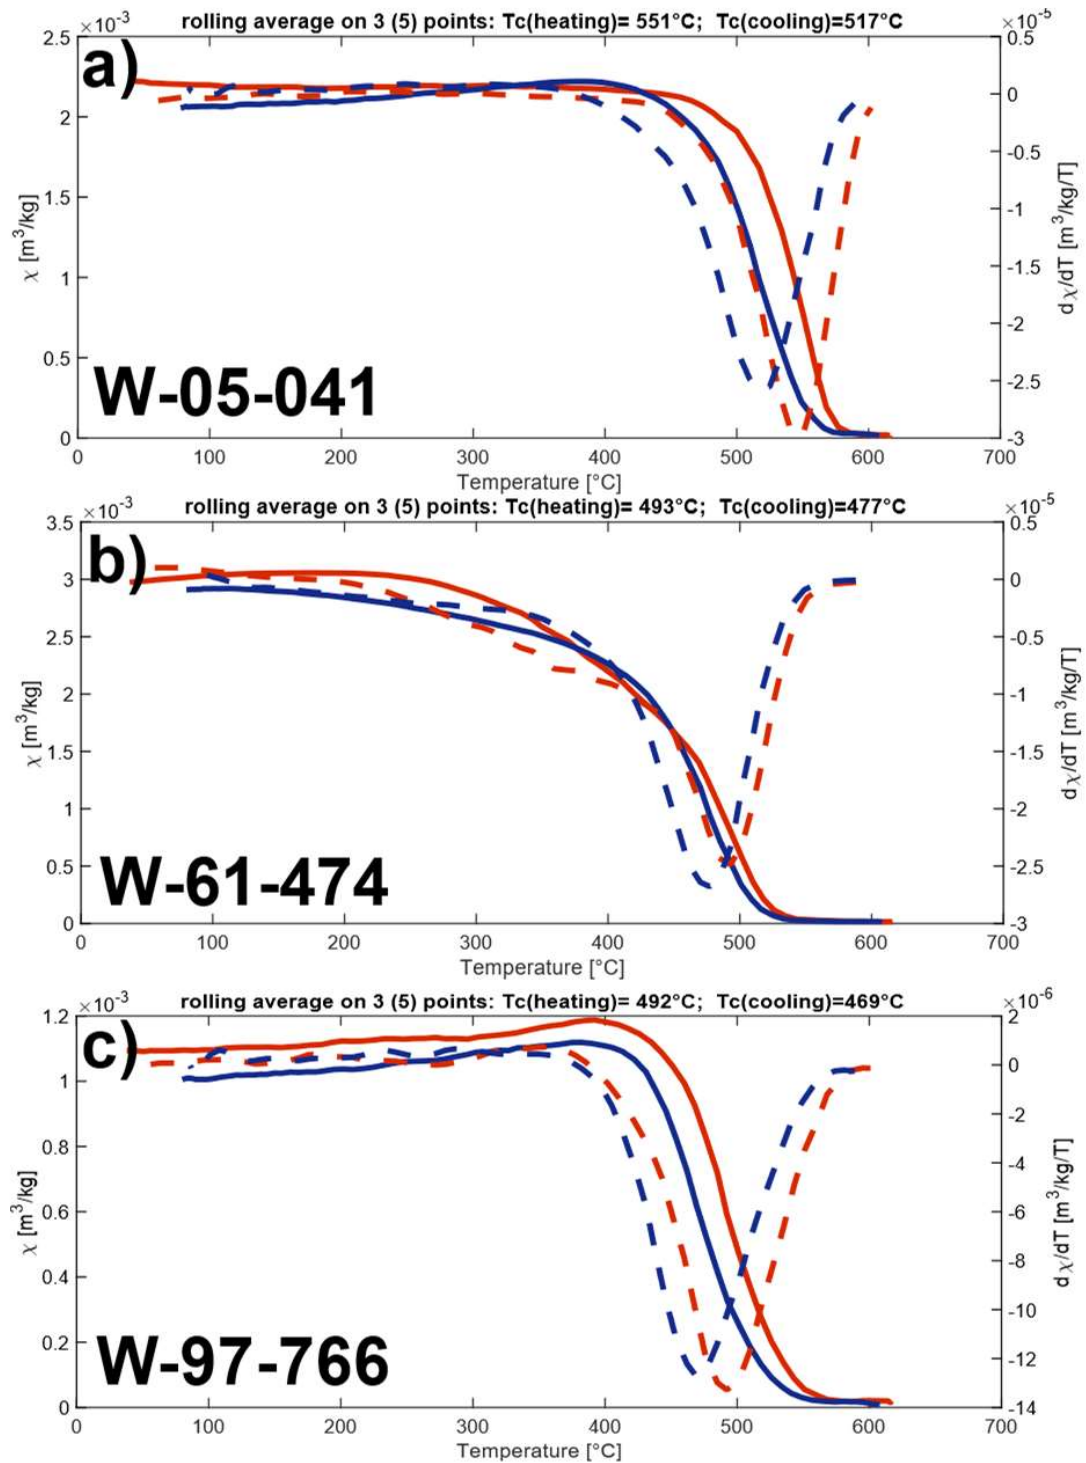 rolling average on 3 (5) points: Tc(heating)= 551°C;  Tc(cooling)=517°C
×10⁻³
×10⁻⁵
a)
2.5
2
1.5
1
0.5
0
χ [m³/kg]
0.5
0
-0.5
-1
-1.5
-2
-2.5
-3
dχ/dT [m³/kg/T]
W-05-041
0 100 200 300 400 500 600 700
Temperature [°C]
rolling average on 3 (5) points: Tc(heating)= 493°C;  Tc(cooling)=477°C
×10⁻³
×10⁻⁵
b)
3.5
3
2.5
2
1.5
1
0.5
0
χ [m³/kg]
0.5
0
-0.5
-1
-1.5
-2
-2.5
-3
dχ/dT [m³/kg/T]
W-61-474
0 100 200 300 400 500 600 700
Temperature [°C]
rolling average on 3 (5) points: Tc(heating)= 492°C;  Tc(cooling)=469°C
×10⁻³
×10⁻⁶
c)
1.2
1
0.8
0.6
0.4
0.2
0
χ [m³/kg]
2
0
-2
-4
-6
-8
-10
-12
-14
dχ/dT [m³/kg/T]
W-97-766
0 100 200 300 400 500 600 700
Temperature [°C]